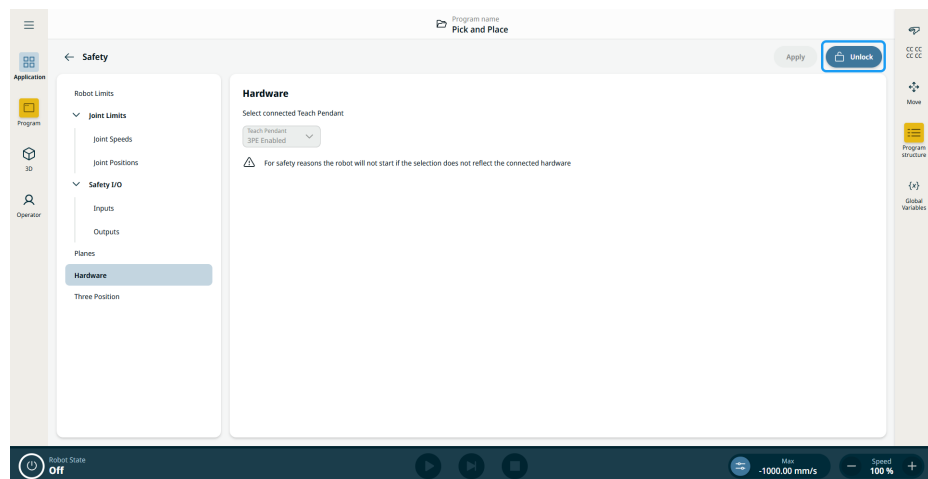 Program name
Pick and Place
Safety
Apply
Unlock
Application
Program
3D
Operator
Robot Limits
Joint Limits
Joint Speeds
Joint Positions
Safety I/O
Inputs
Outputs
Planes
Hardware
Three Position
Hardware
Select connected Teach Pendant
Teach Pendant
3PE Enabled
For safety reasons the robot will not start if the selection does not reflect the connected hardware
CC CC
CC CC
Move
Program
structure
{x}
Global
Variables
Robot State
Off
Max
-1000.00 mm/s
Speed
100 %